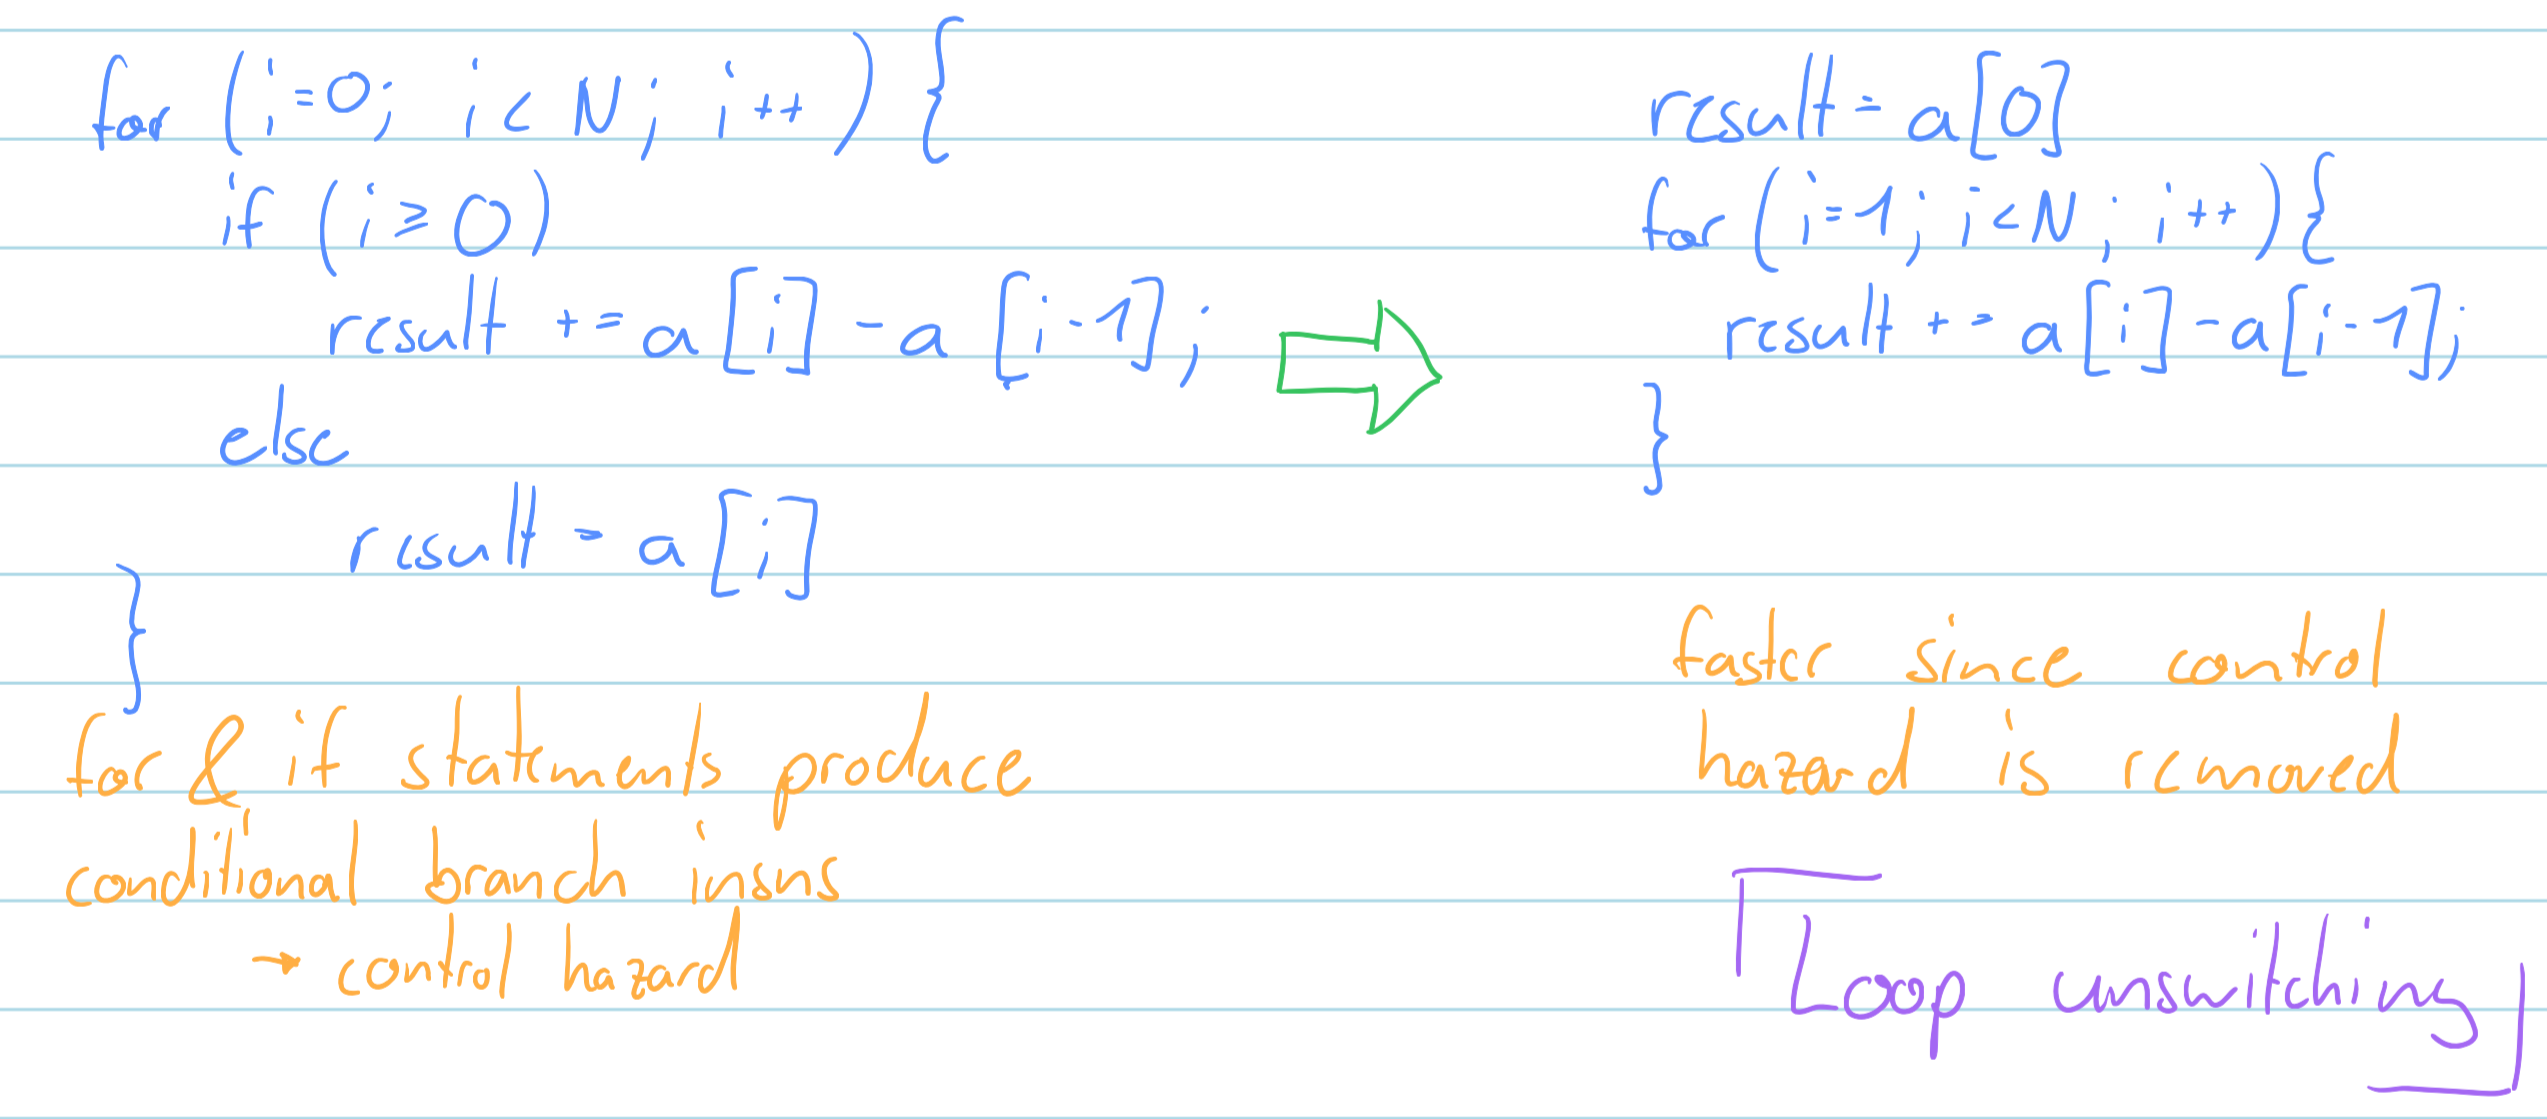 for (i=0; i < N; i++) {
if (i ≥ 0)
result += a[i] - a[i-1];
else
result = a[i]
}
for & if statements produce
conditional branch insns
→ control hazard
result = a[0]
for (i=1; i<N; i++){
result += a[i] - a[i-1];
}
faster since control
hazard is removed
Loop unswitching